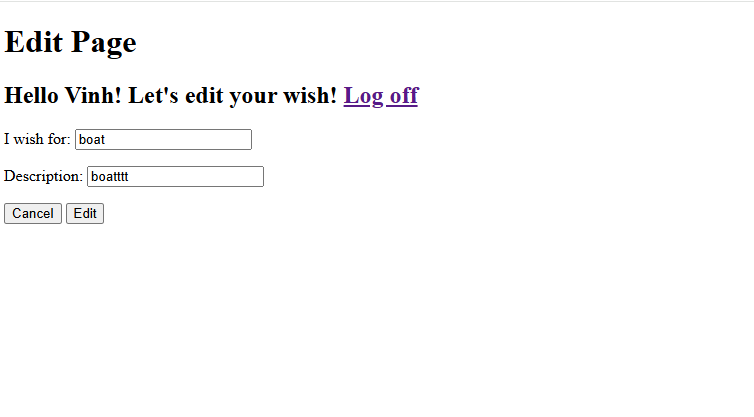 Edit Page
Hello Vinh! Let's edit your wish! Log off
I wish for: boat
Description: boatttt
Cancel Edit